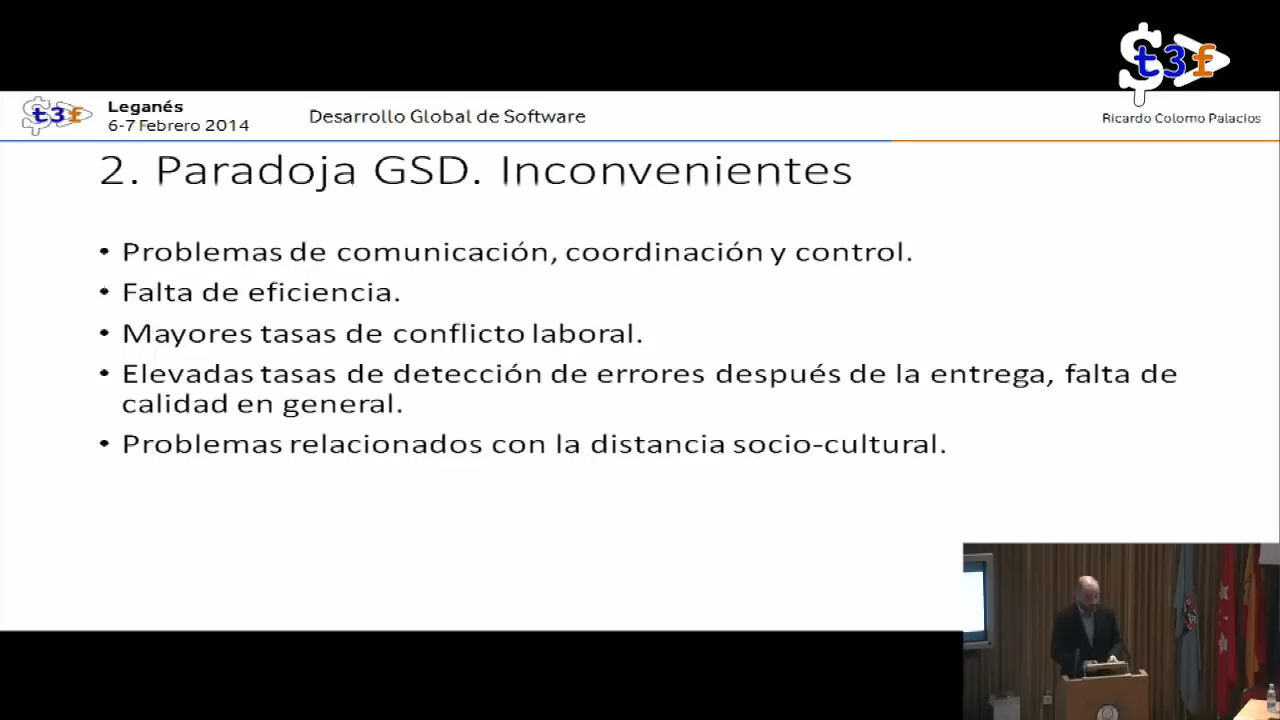 t3f
t3f
Leganés
6-7 Febrero 2014
Desarrollo Global de Software
Ricardo Colomo Palacios
2. Paradoja GSD. Inconvenientes
• Problemas de comunicación, coordinación y control.
• Falta de eficiencia.
• Mayores tasas de conflicto laboral.
• Elevadas tasas de detección de errores después de la entrega, falta de
calidad en general.
• Problemas relacionados con la distancia socio-cultural.